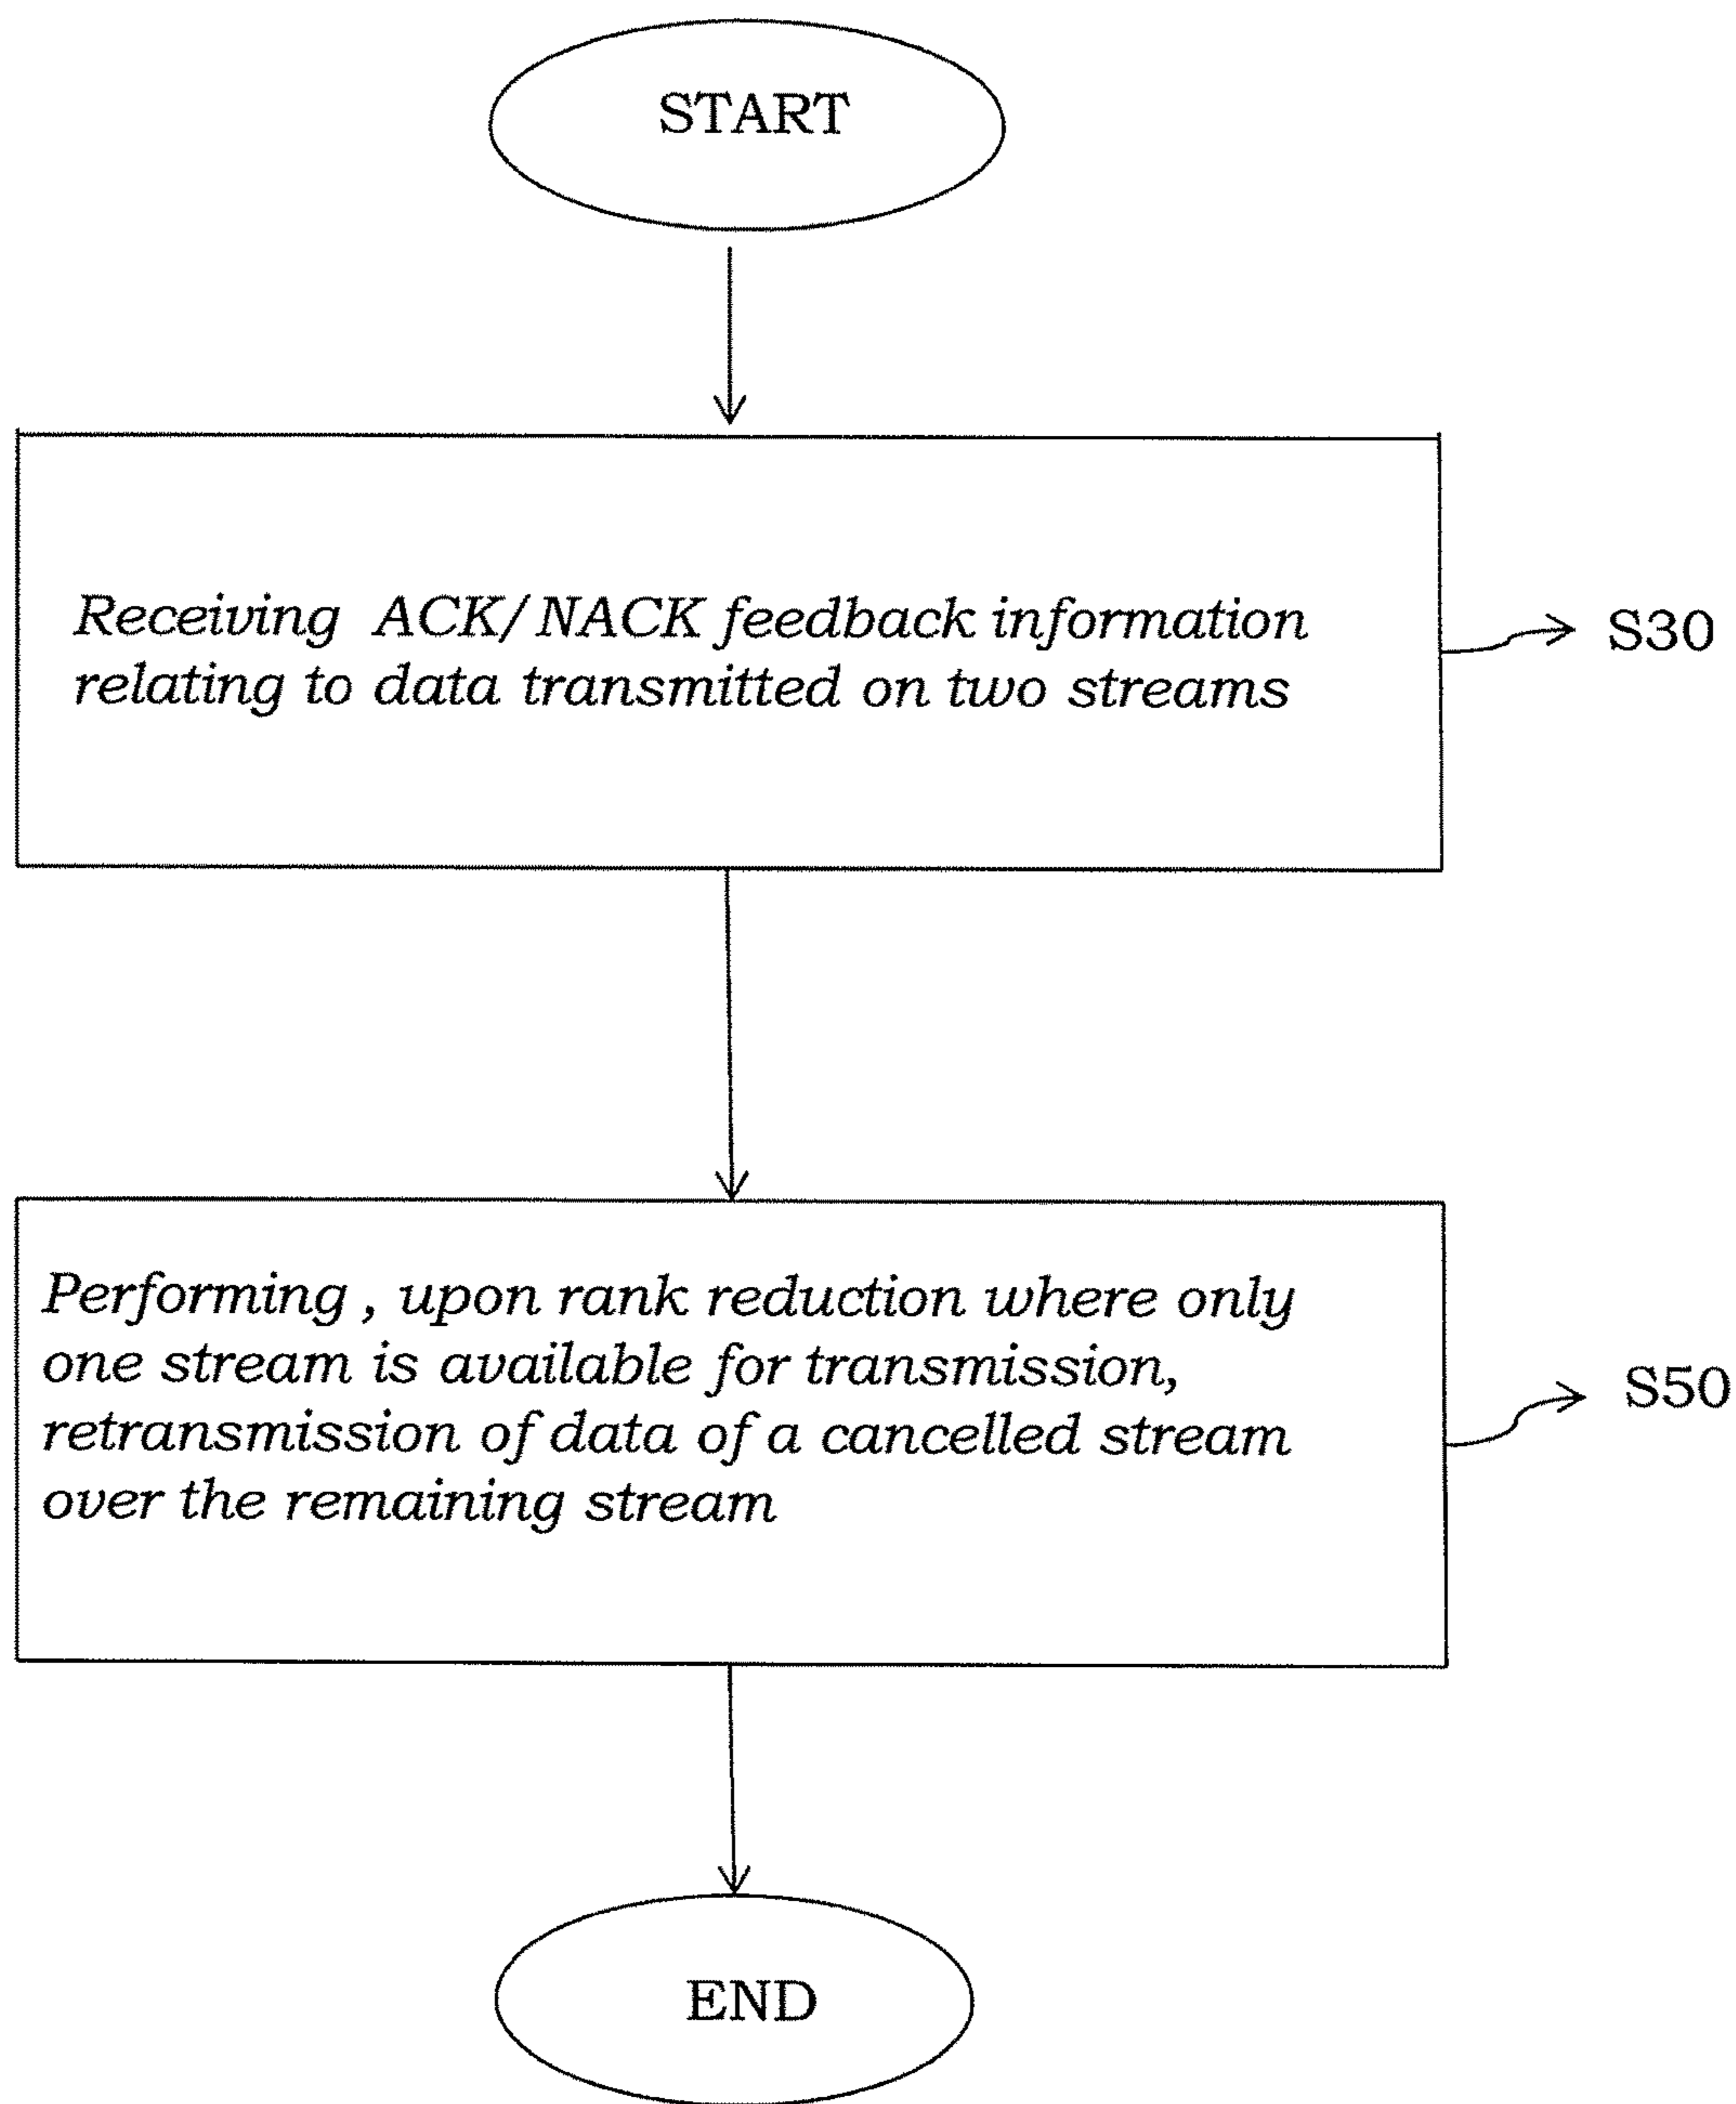 START
Receiving ACK/NACK feedback information
relating to data transmitted on two streams
S30
Performing , upon rank reduction where only
one stream is available for transmission,
retransmission of data of a cancelled stream
over the remaining stream
S50
END